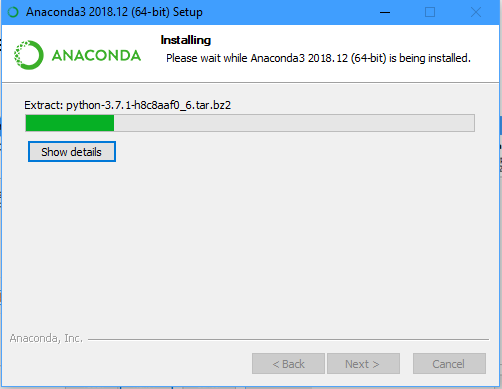 Anaconda3 2018.12 (64-bit) Setup
ANACONDA
Installing
Please wait while Anaconda3 2018.12 (64-bit) is being installed.
Extract: python-3.7.1-h8c8aaf0_6.tar.bz2
Show details
Anaconda, Inc.
< Back Next > Cancel